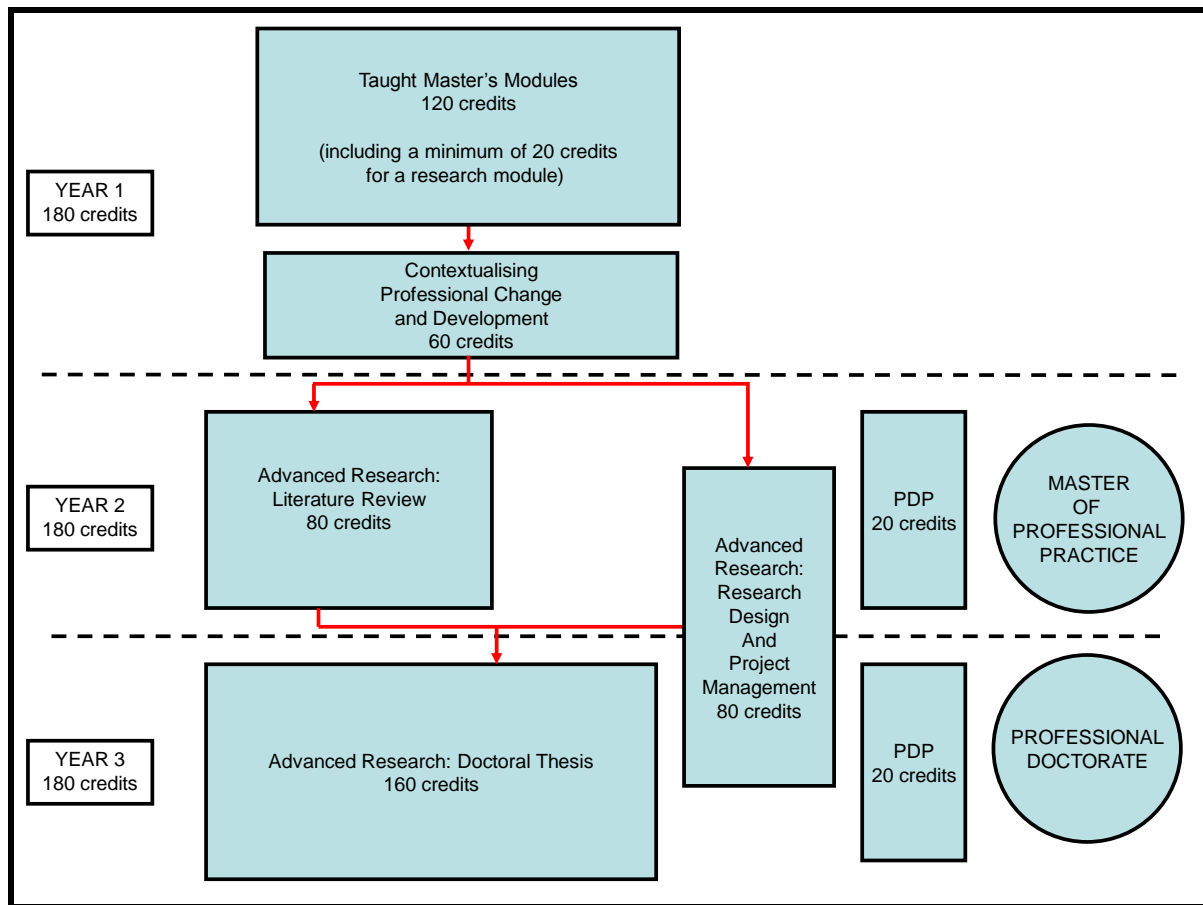 Taught Master's Modules
120 credits
(including a minimum of 20 credits
for a research module)
YEAR 1
180 credits
Contextualising
Professional Change
and Development
60 credits
Advanced Research:
Literature Review
80 credits
YEAR 2
180 credits
Advanced
Research:
Research
Design
And
Project
Management
80 credits
PDP
20 credits
MASTER
OF
PROFESSIONAL
PRACTICE
YEAR 3
180 credits
Advanced Research: Doctoral Thesis
160 credits
PDP
20 credits
PROFESSIONAL
DOCTORATE